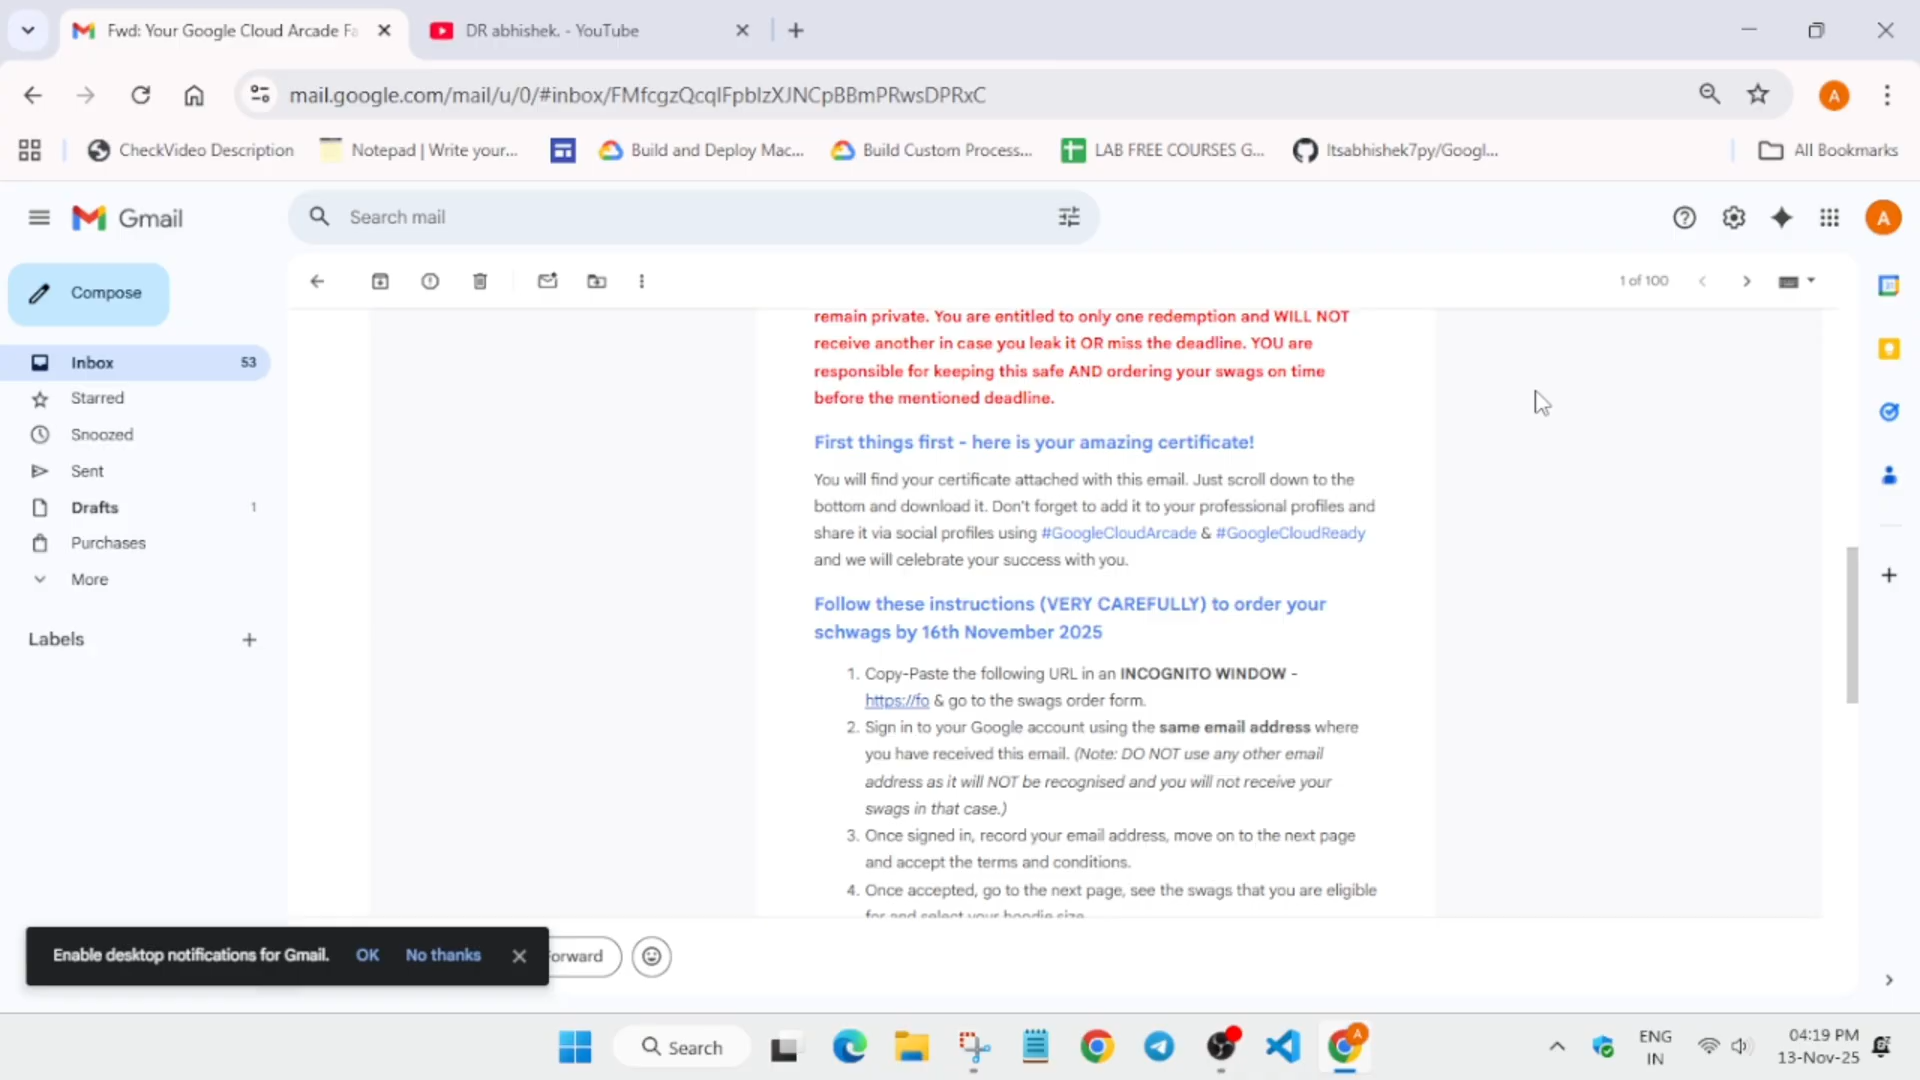 Fwd: Your Google Cloud Arcade Fa
DR abhishek. - YouTube
mail.google.com/mail/u/0/#inbox/FMfcgzQcqlFpblzXJNCpBBmPRwsDPRxC
A
CheckVideo Description
Notepad | Write your...
Build and Deploy Mac...
Build Custom Process...
LAB FREE COURSES G...
Itsabhishek7py/Googl...
All Bookmarks
Gmail
Search mail
A
Compose
1 of 100
Inbox 53
Starred
Snoozed
Sent
Drafts 1
Purchases
More
Labels
remain private. You are entitled to only one redemption and WILL NOT
receive another in case you leak it OR miss the deadline. YOU are
responsible for keeping this safe AND ordering your swags on time
before the mentioned deadline.
First things first - here is your amazing certificate!
You will find your certificate attached with this email. Just scroll down to the
bottom and download it. Don't forget to add it to your professional profiles and
share it via social profiles using #GoogleCloudArcade & #GoogleCloudReady
and we will celebrate your success with you.
Follow these instructions (VERY CAREFULLY) to order your
schwags by 16th November 2025
1. Copy-Paste the following URL in an INCOGNITO WINDOW -
https://fo & go to the swags order form.
2. Sign in to your Google account using the same email address where
you have received this email. (Note: DO NOT use any other email
address as it will NOT be recognised and you will not receive your
swags in that case.)
3. Once signed in, record your email address, move on to the next page
and accept the terms and conditions.
4. Once accepted, go to the next page, see the swags that you are eligible
for and select your hoodie size
Enable desktop notifications for Gmail. OK No thanks
orward
Search
A
ENG
IN
04:19 PM
13-Nov-25